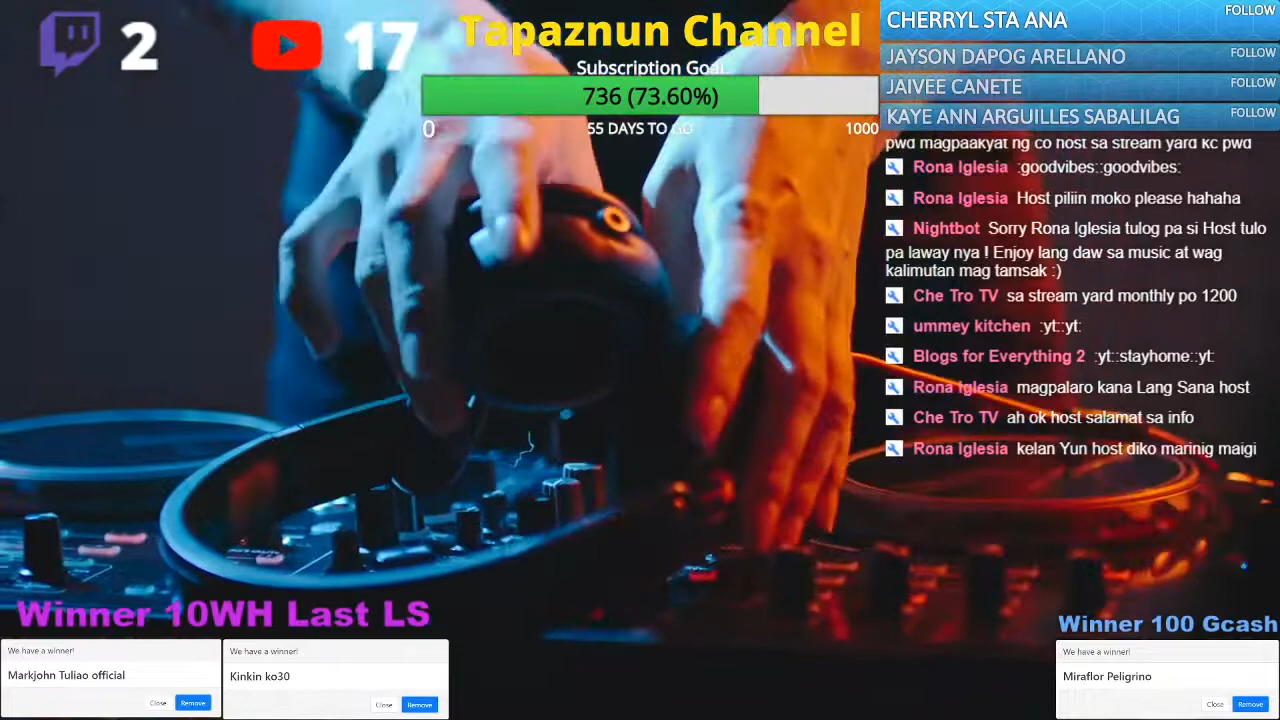 2
17
Tapaznun Channel
Subscription Goal
736 (73.60%)
0
55 DAYS TO GO
1000
CHERRYL STA ANA FOLLOW
JAYSON DAPOG ARELLANO FOLLOW
JAIVEE CANETE FOLLOW
KAYE ANN ARGUILLES SABALILAG FOLLOW
pwd magpaakyat ng co host sa stream yard kc pwd
Rona Iglesia :goodvibes::goodvibes:
Rona Iglesia Host piliin moko please hahaha
Nightbot Sorry Rona Iglesia tulog pa si Host tulo
pa laway nya ! Enjoy lang daw sa music at wag
kalimutan mag tamsak :)
Che Tro TV sa stream yard monthly po 1200
ummey kitchen :yt::yt:
Blogs for Everything 2 :yt::stayhome::yt:
Rona Iglesia magpalaro kana Lang Sana host
Che Tro TV ah ok host salamat sa info
Rona Iglesia kelan Yun host diko marinig maigi
Winner 10WH Last LS
We have a winner!
Markjohn Tuliao official
Close Remove
We have a winner!
Kinkin ko30
Close Remove
Winner 100 Gcash
We have a winner!
Miraflor Peligrino
Close Remove